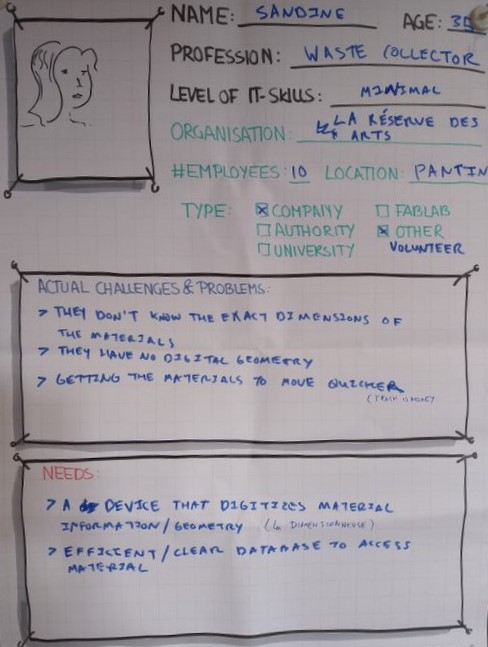 NAME: SANDINE AGE: 35
PROFESSION: WASTE COLLECTOR
LEVEL OF IT-SKILLS: MINIMAL
ORGANISATION: LA RÉSERVE DES
ARTS
#EMPLOYEES: 10 LOCATION: PANTIN
TYPE: ☒ COMPANY ☐ FABLAB
☐ AUTHORITY ☒ OTHER
☐ UNIVERSITY VOLUNTEER
ACTUAL CHALLENGES & PROBLEMS:
> THEY DON'T KNOW THE EXACT DIMENSIONS OF
THE MATERIALS
> THEY HAVE NO DIGITAL GEOMETRY
> GETTING THE MATERIALS TO MOVE QUICKER
IS MONEY
NEEDS:
> A DEVICE THAT DIGITIZES MATERIAL
INFORMATION/GEOMETRY
> EFFICIENT/CLEAR DATABASE TO ACCESS
MATERIAL